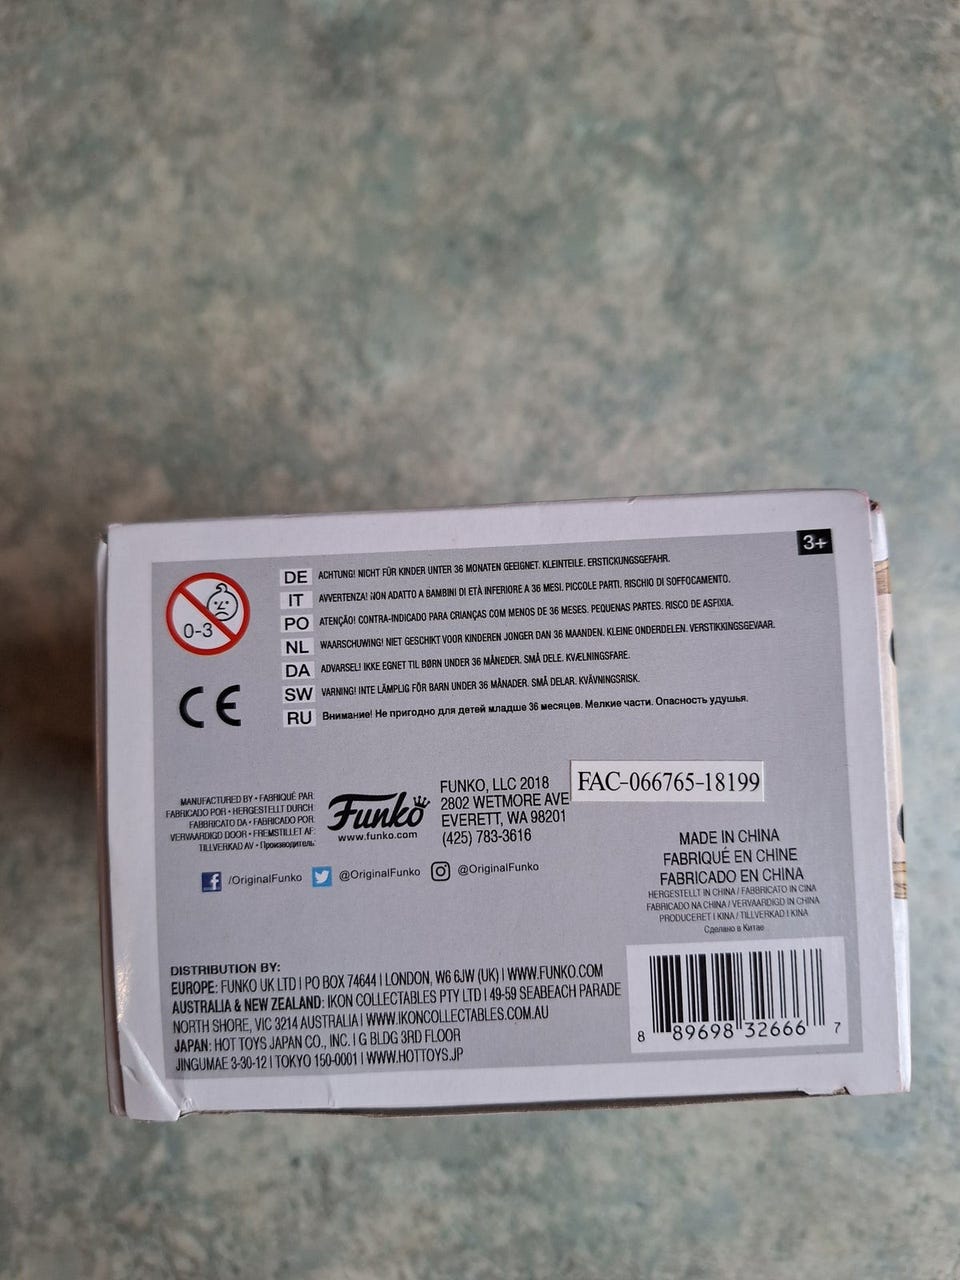 3+
0-3
DE ACHTUNG! NICHT FÜR KINDER UNTER 36 MONATEN GEEIGNET. KLEINTEILE. ERSTICKUNGSGEFAHR.
IT AVVERTENZA! NON ADATTO A BAMBINI DI ETÀ INFERIORE A 36 MESI. PICCOLE PARTI. RISCHIO DI SOFFOCAMENTO.
PO ATENÇÃO! CONTRA-INDICADO PARA CRIANÇAS COM MENOS DE 36 MESES. PEQUENAS PARTES. RISCO DE ASFIXIA.
NL WAARSCHUWING! NIET GESCHIKT VOOR KINDEREN JONGER DAN 36 MAANDEN. KLEINE ONDERDELEN. VERSTIKKINGSGEVAAR.
DA ADVARSEL! IKKE EGNET TIL BØRN UNDER 36 MÅNEDER. SMÅ DELE. KVÆLNINGSFARE.
SW VARNING! INTE LÄMPLIG FÖR BARN UNDER 36 MÅNADER. SMÅ DELAR. KVÄVNINGSRISK.
RU Внимание! Не пригодно для детей младше 36 месяцев. Мелкие части. Опасность удушья.
CE
MANUFACTURED BY • FABRIQUÉ PAR
FABRICADO POR • HERGESTELLT DURCH
FABBRICATO DA • FABRICADO POR
VERVAARDIGD DOOR • FREMSTILLET AF
TILLVERKAD AV • Производитель
Funko
www.funko.com
FUNKO, LLC 2018
2802 WETMORE AVE
EVERETT, WA 98201
(425) 783-3616
FAC-066765-18199
/OriginalFunko @OriginalFunko @OriginalFunko
MADE IN CHINA
FABRIQUÉ EN CHINE
FABRICADO EN CHINA
HERGESTELLT IN CHINA / FABBRICATO IN CINA
FABRICADO NA CHINA / VERVAARDIGD IN CHINA
PRODUCERET I KINA / TILLVERKAD I KINA
Сделано в Китае
DISTRIBUTION BY:
EUROPE: FUNKO UK LTD | PO BOX 74644 | LONDON, W6 6JW (UK) | WWW.FUNKO.COM
AUSTRALIA & NEW ZEALAND: IKON COLLECTABLES PTY LTD | 49-59 SEABEACH PARADE
NORTH SHORE, VIC 3214 AUSTRALIA | WWW.IKONCOLLECTABLES.COM.AU
JAPAN: HOT TOYS JAPAN CO., INC. | G BLDG 3RD FLOOR
JINGUMAE 3-30-12 | TOKYO 150-0001 | WWW.HOTTOYS.JP
8 89698 32666 7